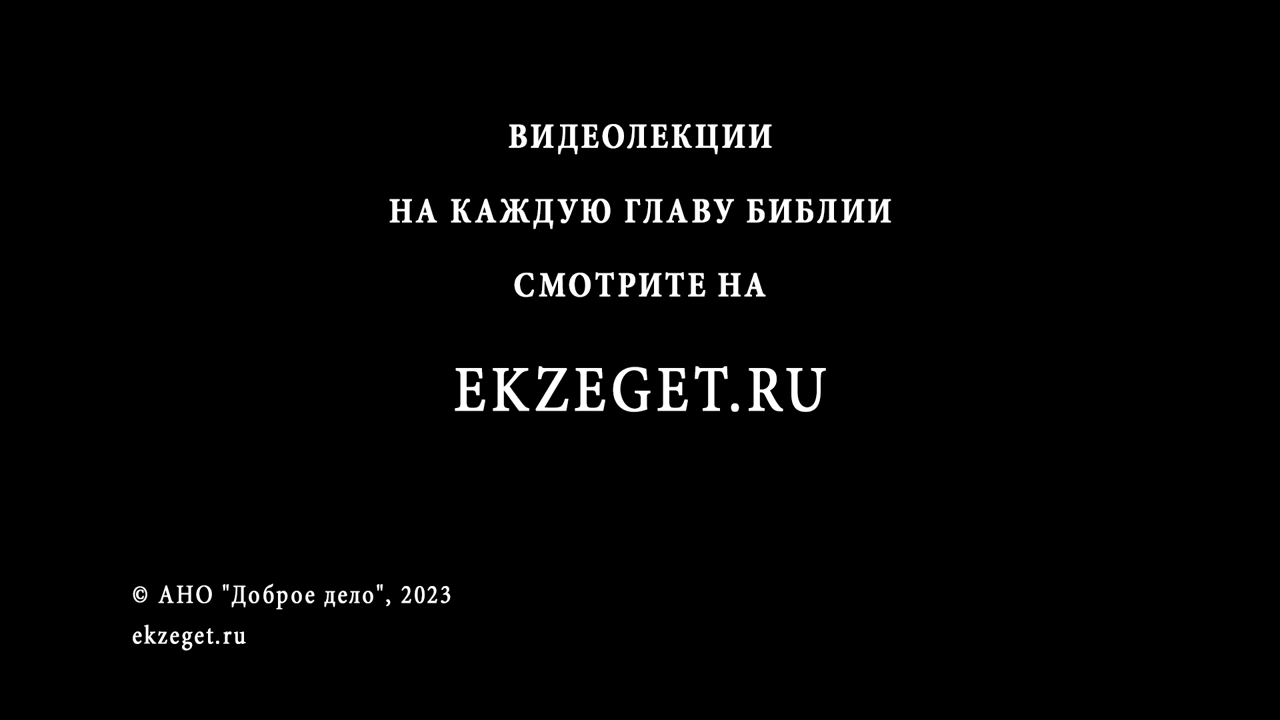 ВИДЕОЛЕКЦИИ
НА КАЖДУЮ ГЛАВУ БИБЛИИ
СМОТРИТЕ НА
EKZEGET.RU
© АНО "Доброе дело", 2023
ekzeget.ru